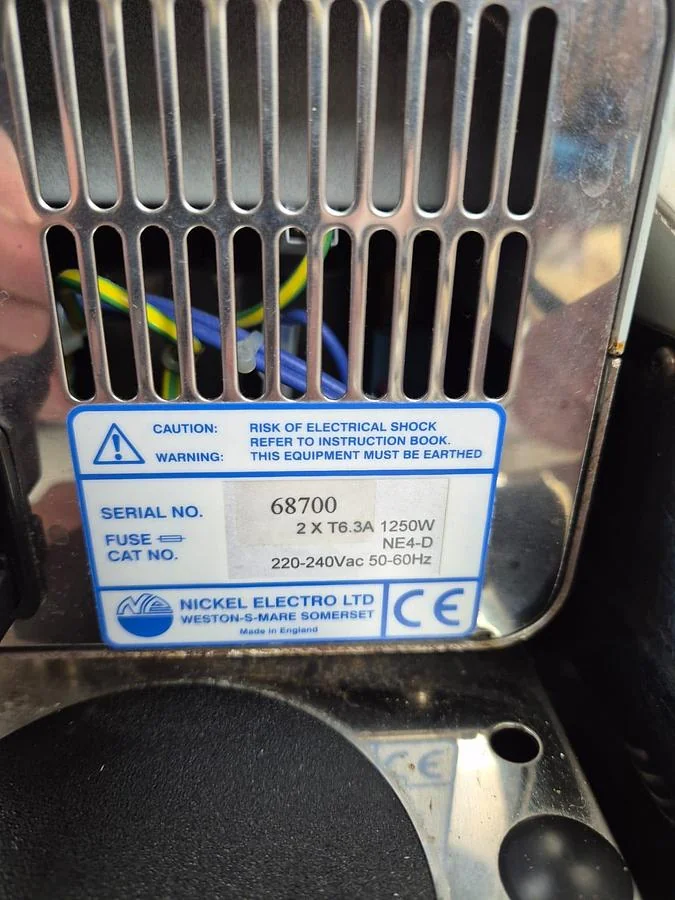 CAUTION: RISK OF ELECTRICAL SHOCK
REFER TO INSTRUCTION BOOK.
WARNING: THIS EQUIPMENT MUST BE EARTHED
SERIAL NO. 68700
2 X T6.3A 1250W
FUSE
NE4-D
CAT NO.
220-240Vac 50-60Hz
NE
NICKEL ELECTRO LTD
WESTON-S-MARE SOMERSET
Made in England
CE
CE